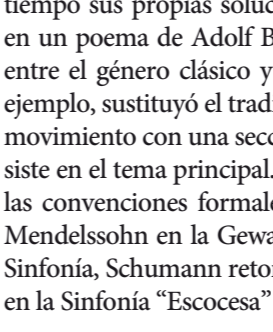 tiempo sus propias soluc
en un poema de Adolf B
entre el género clásico y
ejemplo, sustituyó el tradi
movimiento con una secc
siste en el tema principal.
las convenciones formale
Mendelssohn en la Gewa
Sinfonía, Schumann retor
en la Sinfonía “Escocesa”